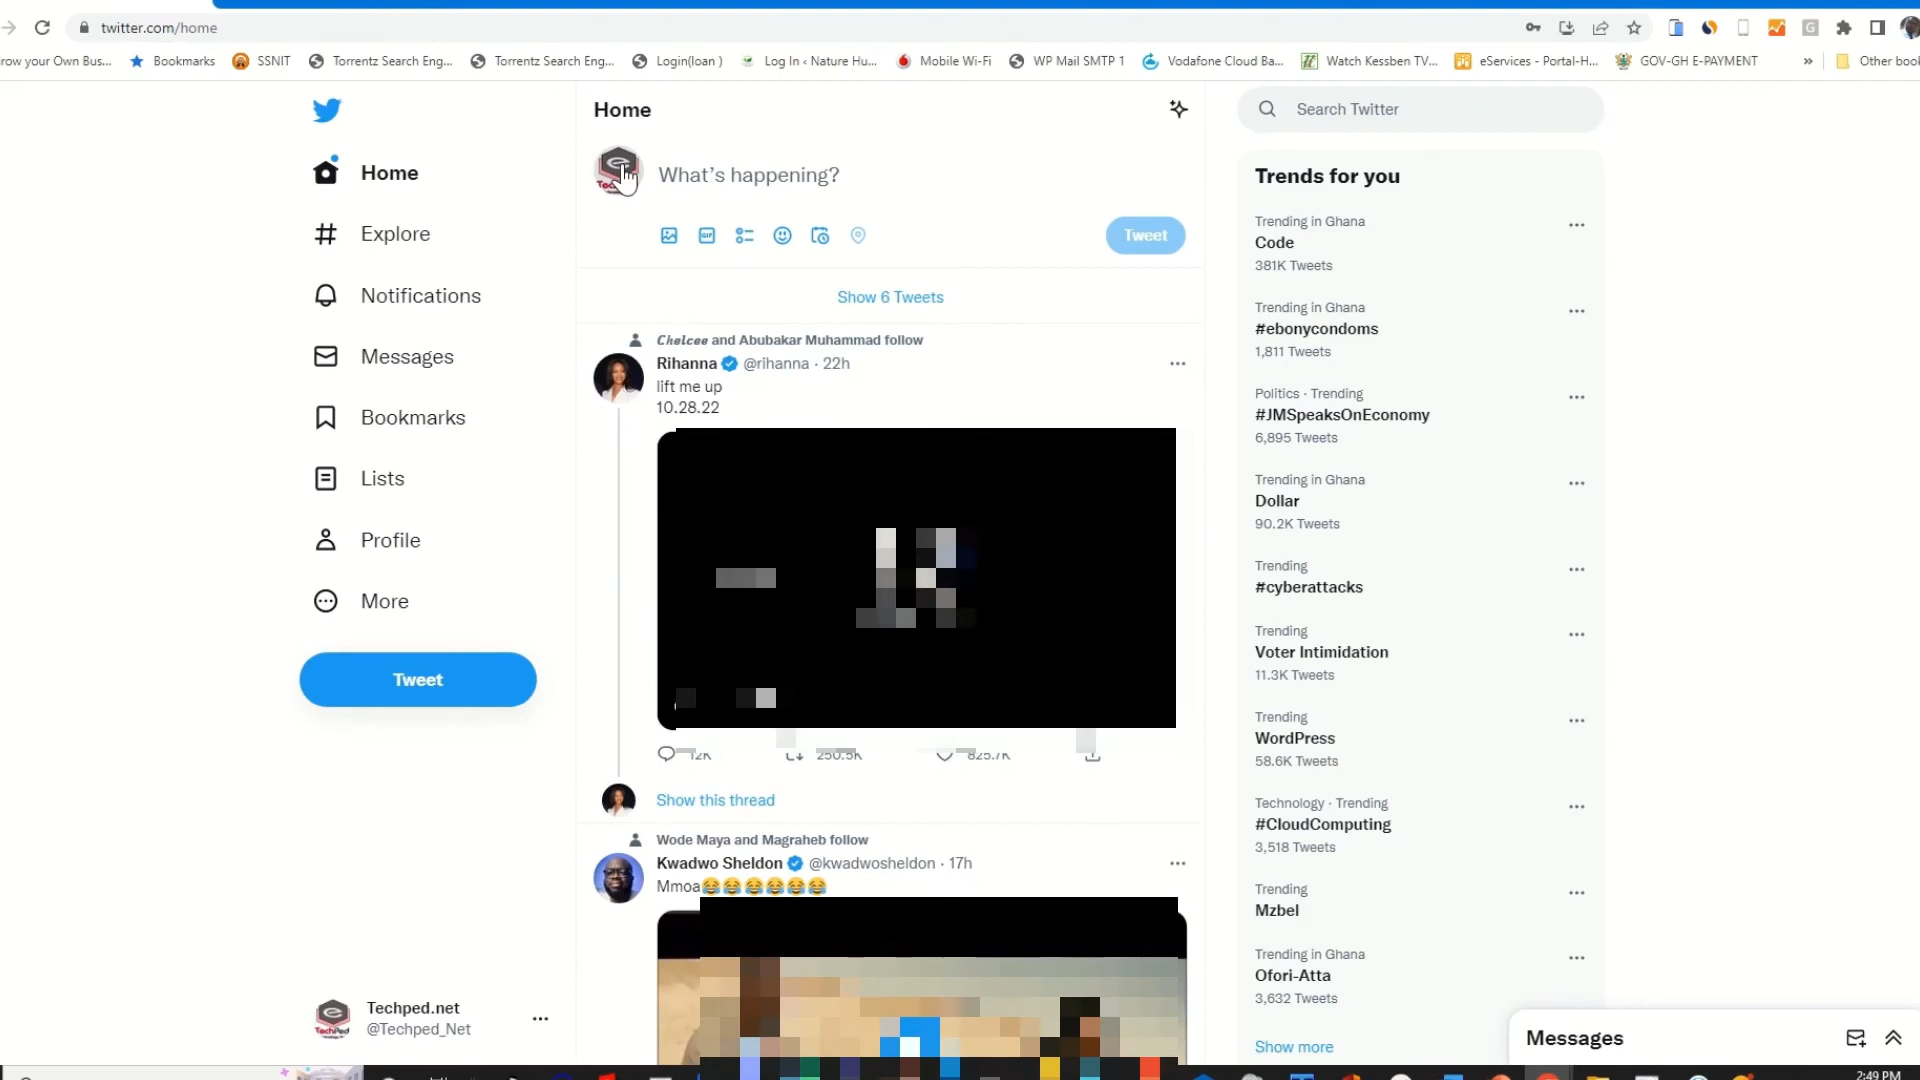 twitter.com/home
row your Own Bus...
Bookmarks
SSNIT
Torrentz Search Eng...
Torrentz Search Eng...
Login(loan )
Log In ‹ Nature Hu...
Mobile Wi-Fi
WP Mail SMTP 1
Vodafone Cloud Ba...
Watch Kessben TV...
eServices - Portal-H...
GOV-GH E-PAYMENT
»
Other book
Home
Explore
Notifications
Messages
Bookmarks
Lists
Profile
More
Tweet
Techped.net
@Techped_Net
Home
What's happening?
GIF
Tweet
Show 6 Tweets
Chelcee and Abubakar Muhammad follow
Rihanna @rihanna · 22h
lift me up
10.28.22
12K 250.5K 825.7K
Show this thread
Wode Maya and Magraheb follow
Kwadwo Sheldon @kwadwosheldon · 17h
Mmoa😂😂😂😂😂😂
Search Twitter
Trends for you
Trending in Ghana
Code
381K Tweets
Trending in Ghana
#ebonycondoms
1,811 Tweets
Politics · Trending
#JMSpeaksOnEconomy
6,895 Tweets
Trending in Ghana
Dollar
90.2K Tweets
Trending
#cyberattacks
Trending
Voter Intimidation
11.3K Tweets
Trending
WordPress
58.6K Tweets
Technology · Trending
#CloudComputing
3,518 Tweets
Trending
Mzbel
Trending in Ghana
Ofori-Atta
3,632 Tweets
Show more
Messages
2:49 PM